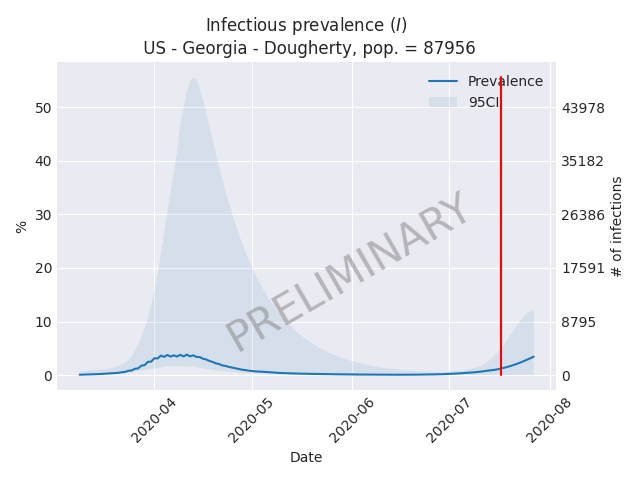 Infectious prevalence (I)
US - Georgia - Dougherty, pop. = 87956
Prevalence
95CI
50
40
30
20
10
0
43978
35182
26386
17591
8795
0
%
# of infections
PRELIMINARY
2020-04
2020-05
2020-06
2020-07
2020-08
Date